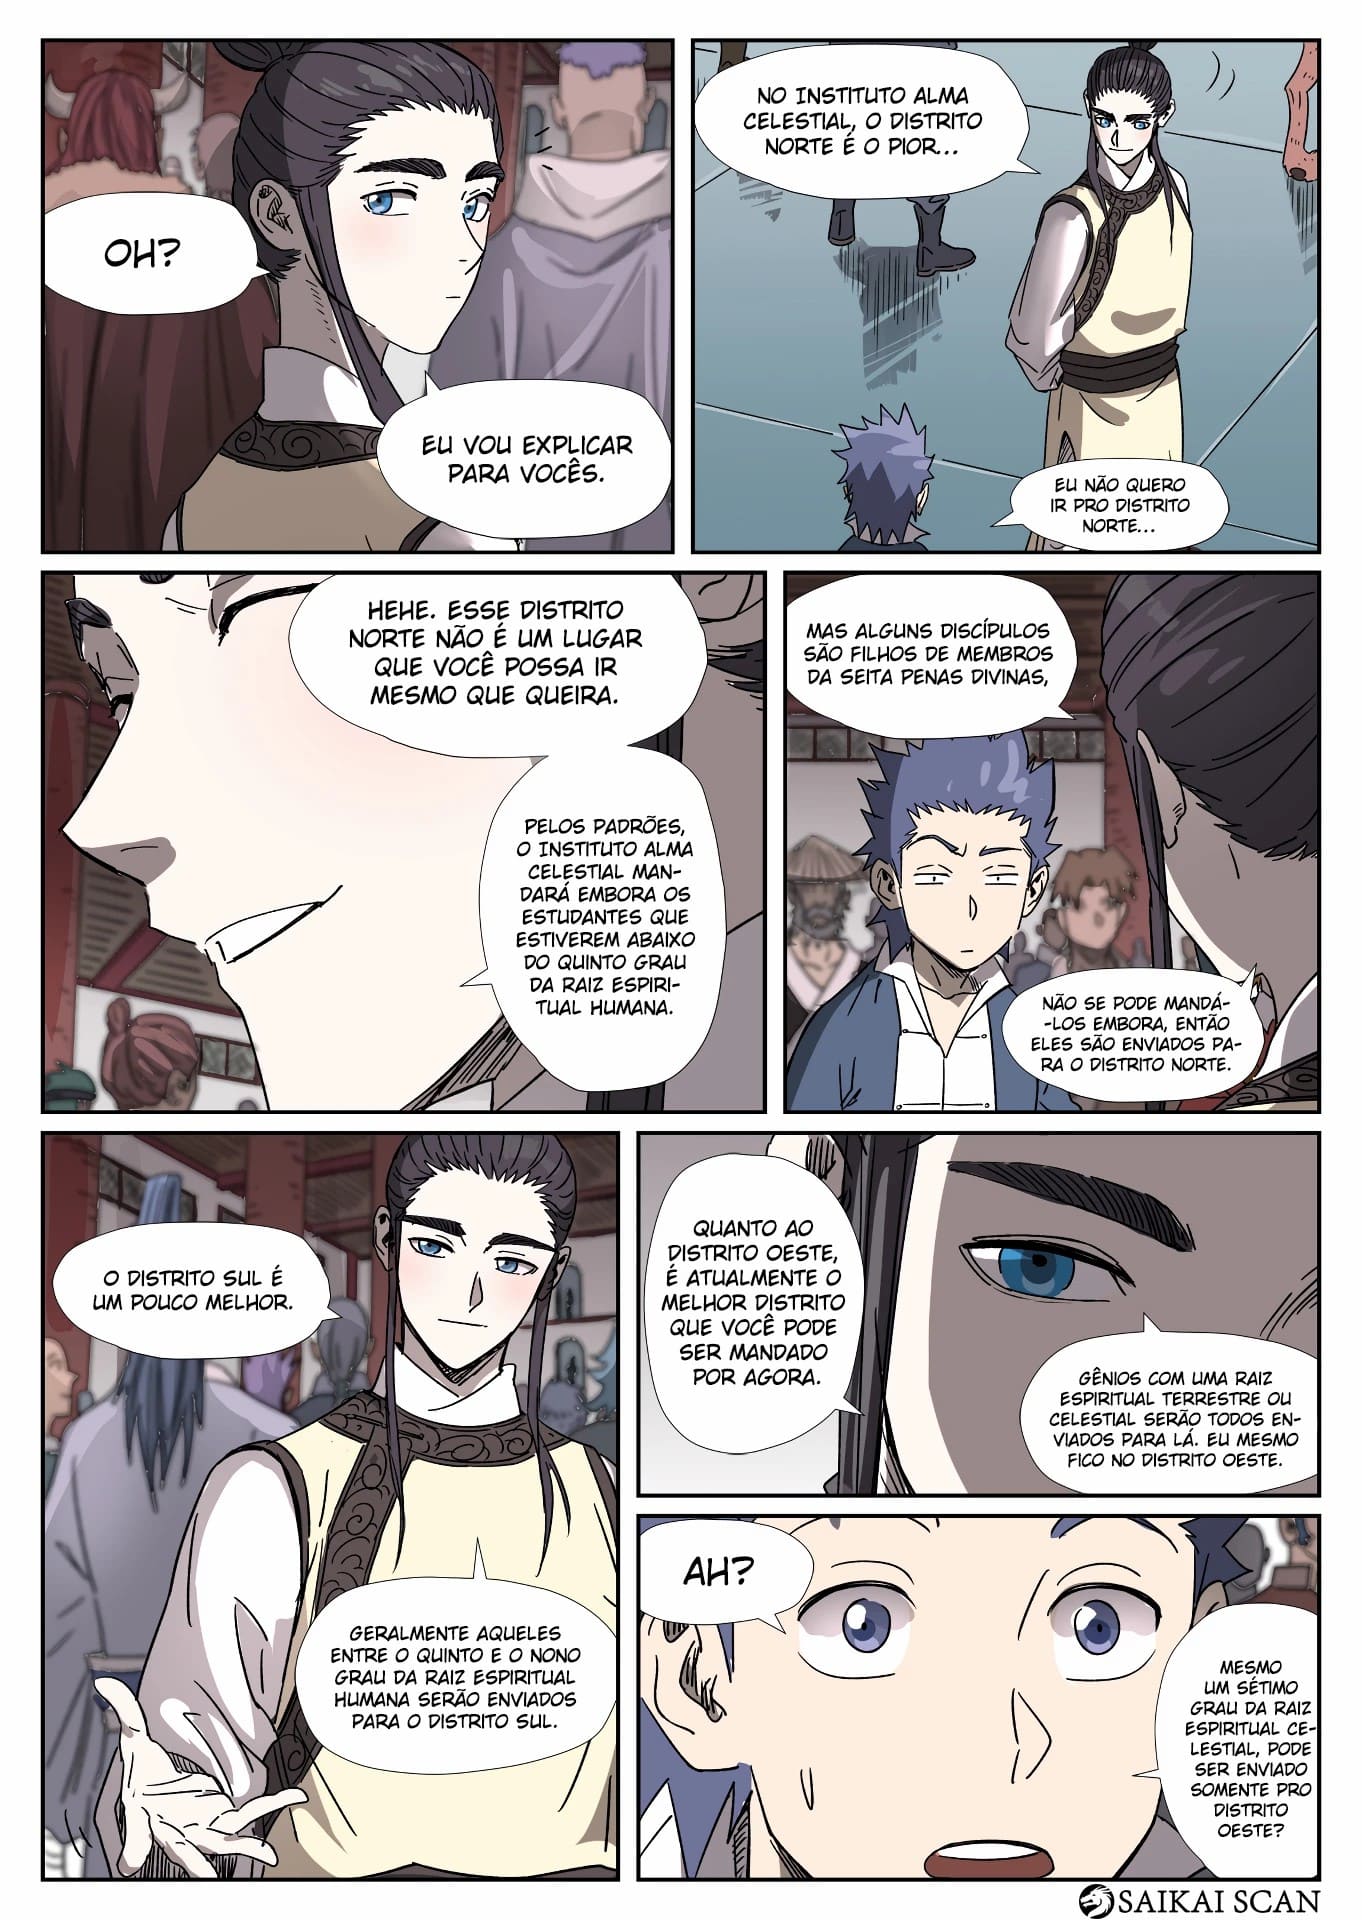 OH?
EU VOU EXPLICAR
PARA VOCÊS.
NO INSTITUTO ALMA
CELESTIAL, O DISTRITO
NORTE É O PIOR...
EU NÃO QUERO
IR PRO DISTRITO
NORTE...
HEHE. ESSE DISTRITO
NORTE NÃO É UM LUGAR
QUE VOCÊ POSSA IR
MESMO QUE QUEIRA.
PELOS PADRÕES,
O INSTITUTO ALMA
CELESTIAL MAN-
DARÁ EMBORA OS
ESTUDANTES QUE
ESTIVEREM ABAIXO
DO QUINTO GRAU
DA RAIZ ESPIRI-
TUAL HUMANA.
MAS ALGUNS DISCÍPULOS
SÃO FILHOS DE MEMBROS
DA SEITA PENAS DIVINAS,
NÃO SE PODE MANDÁ-
-LOS EMBORA, ENTÃO
ELES SÃO ENVIADOS PA-
RA O DISTRITO NORTE.
O DISTRITO SUL É
UM POUCO MELHOR.
GERALMENTE AQUELES
ENTRE O QUINTO E O NONO
GRAU DA RAIZ ESPIRITUAL
HUMANA SERÃO ENVIADOS
PARA O DISTRITO SUL.
QUANTO AO
DISTRITO OESTE,
É ATUALMENTE O
MELHOR DISTRITO
QUE VOCÊ PODE
SER MANDADO
POR AGORA.
GÊNIOS COM UMA RAIZ
ESPIRITUAL TERRESTRE OU
CELESTIAL SERÃO TODOS EN-
VIADOS PARA LÁ. EU MESMO
FICO NO DISTRITO OESTE.
AH?
MESMO
UM SÉTIMO
GRAU DA RAIZ
ESPIRITUAL CE-
LESTIAL, PODE
SER ENVIADO
SOMENTE PRO
DISTRITO
OESTE?
SAIKAI SCAN